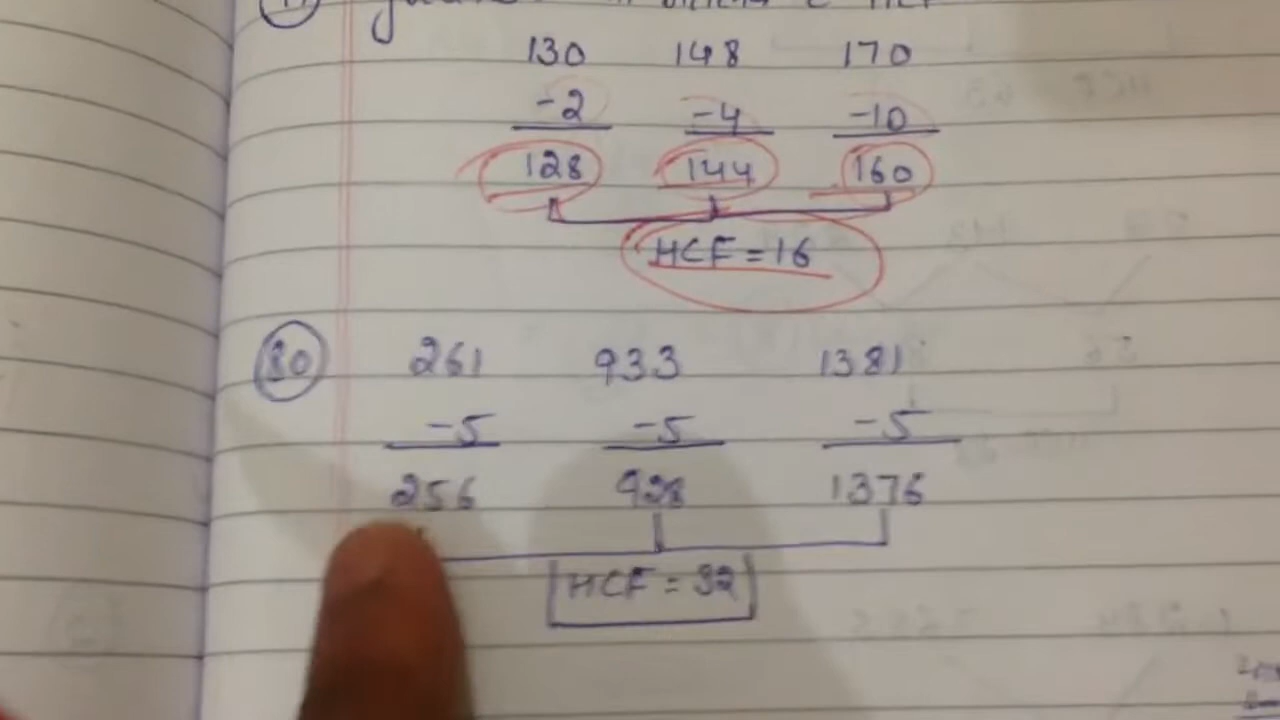 130 148 170
-2 -4 -10
128 144 160
HCF = 16
80 261 933 1381
-5 -5 -5
256 928 1376
HCF = 32